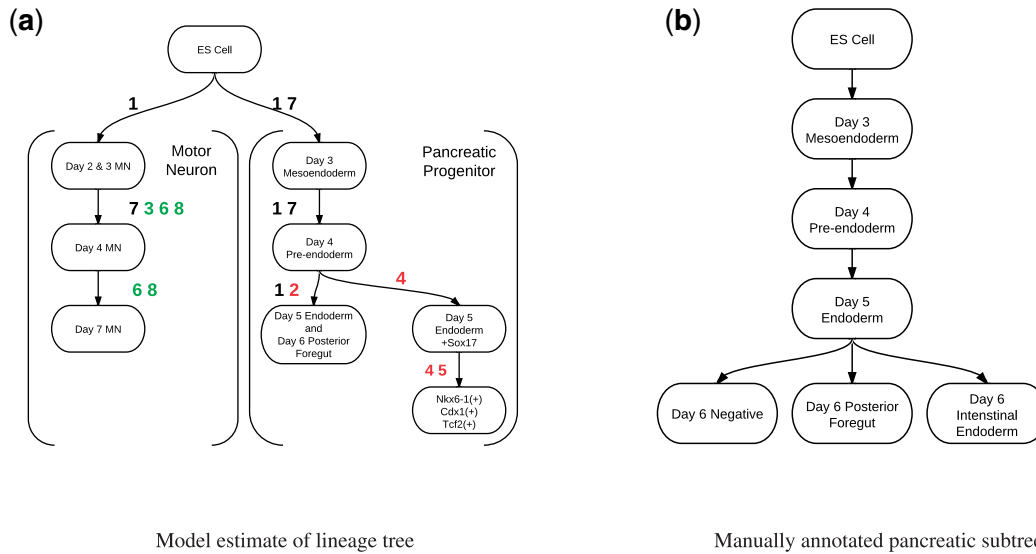 (a)
ES Cell
1
1 7
Motor
Neuron
Day 2 & 3 MN
7 3 6 8
Day 4 MN
6 8
Day 7 MN
Pancreatic
Progenitor
Day 3
Mesoendoderm
1 7
Day 4
Pre-endoderm
1 2
4
Day 5 Endoderm
and
Day 6 Posterior
Foregut
Day 5
Endoderm
+Sox17
4 5
Nkx6-1(+)
Cdx1(+)
Tcf2(+)
Model estimate of lineage tree
(b)
ES Cell
Day 3
Mesoendoderm
Day 4
Pre-endoderm
Day 5
Endoderm
Day 6 Negative
Day 6 Posterior
Foregut
Day 6
Intenstinal
Endoderm
Manually annotated pancreatic subtree